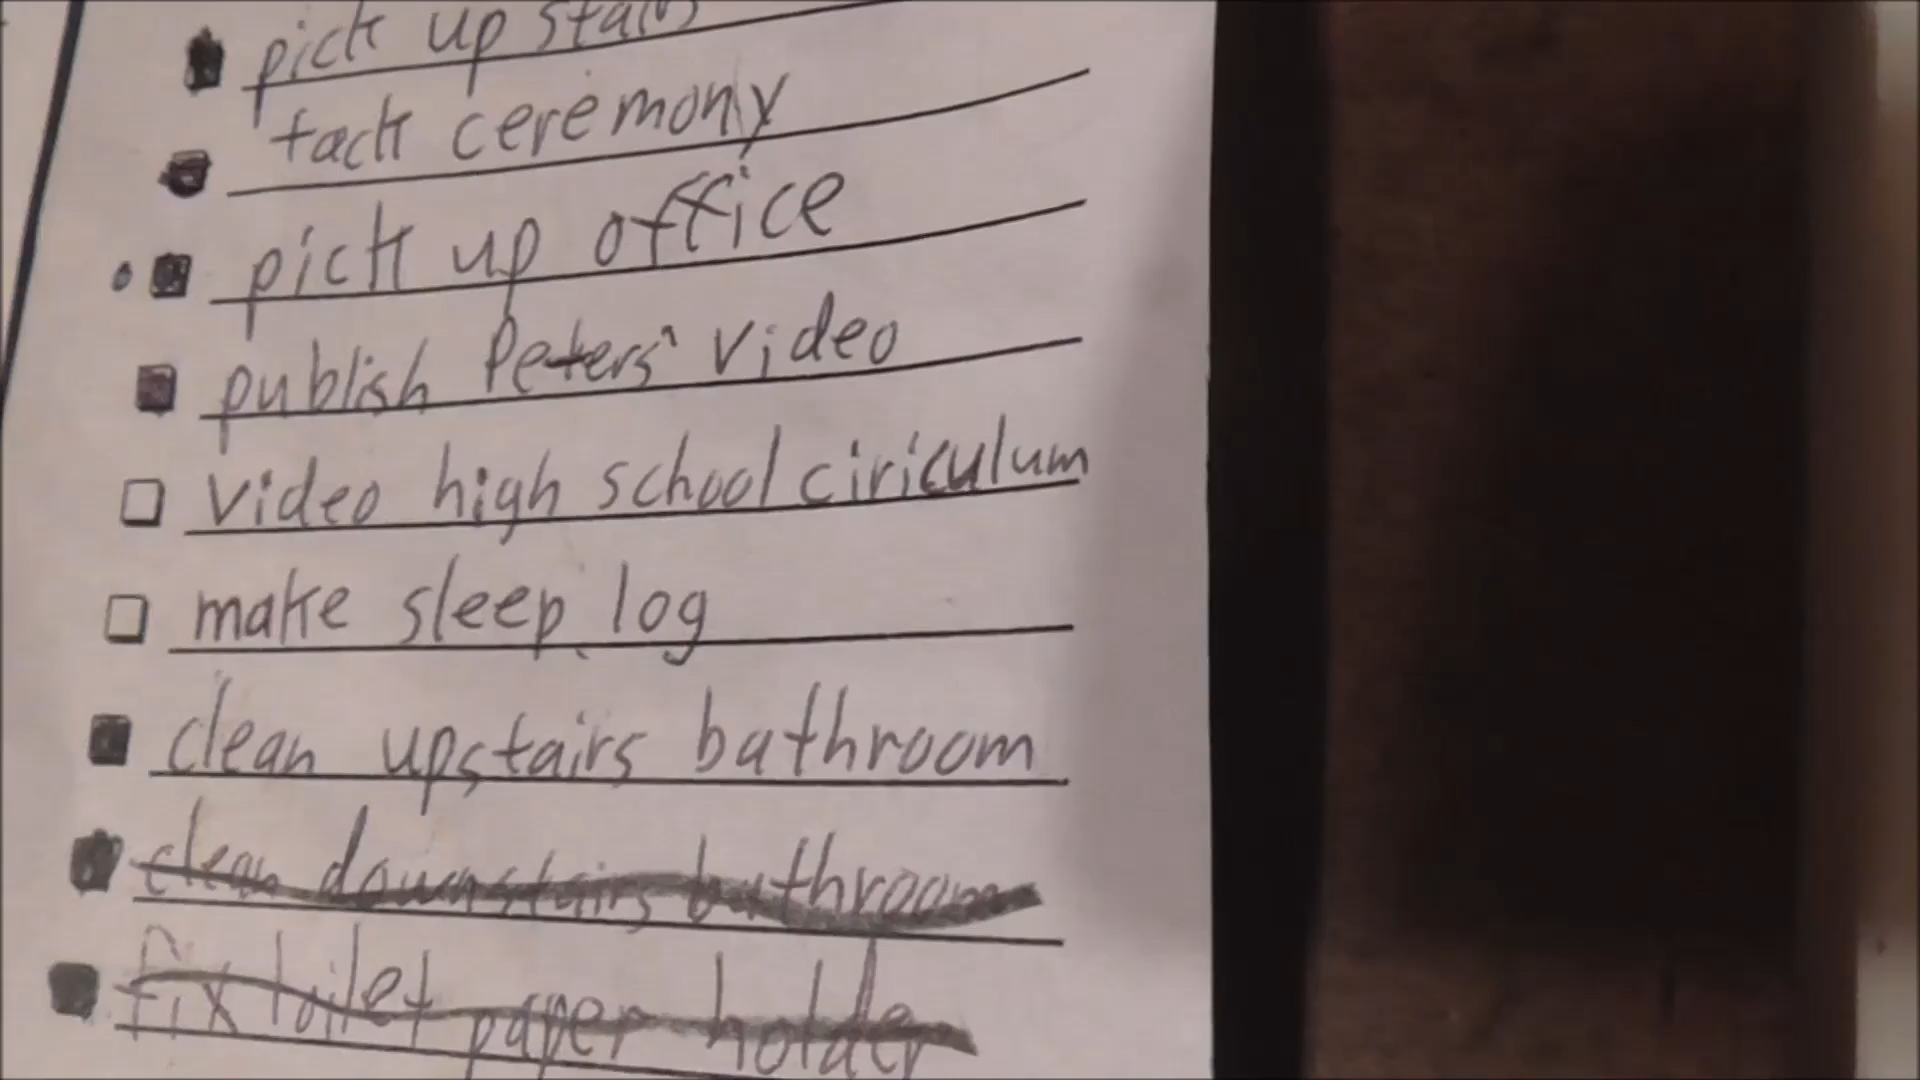 pick up stairs
tack ceremony
pick up office
publish Peters' video
video high school ciriculum
make sleep log
clean upstairs bathroom
clean downstairs bathroom
fix toilet paper holder